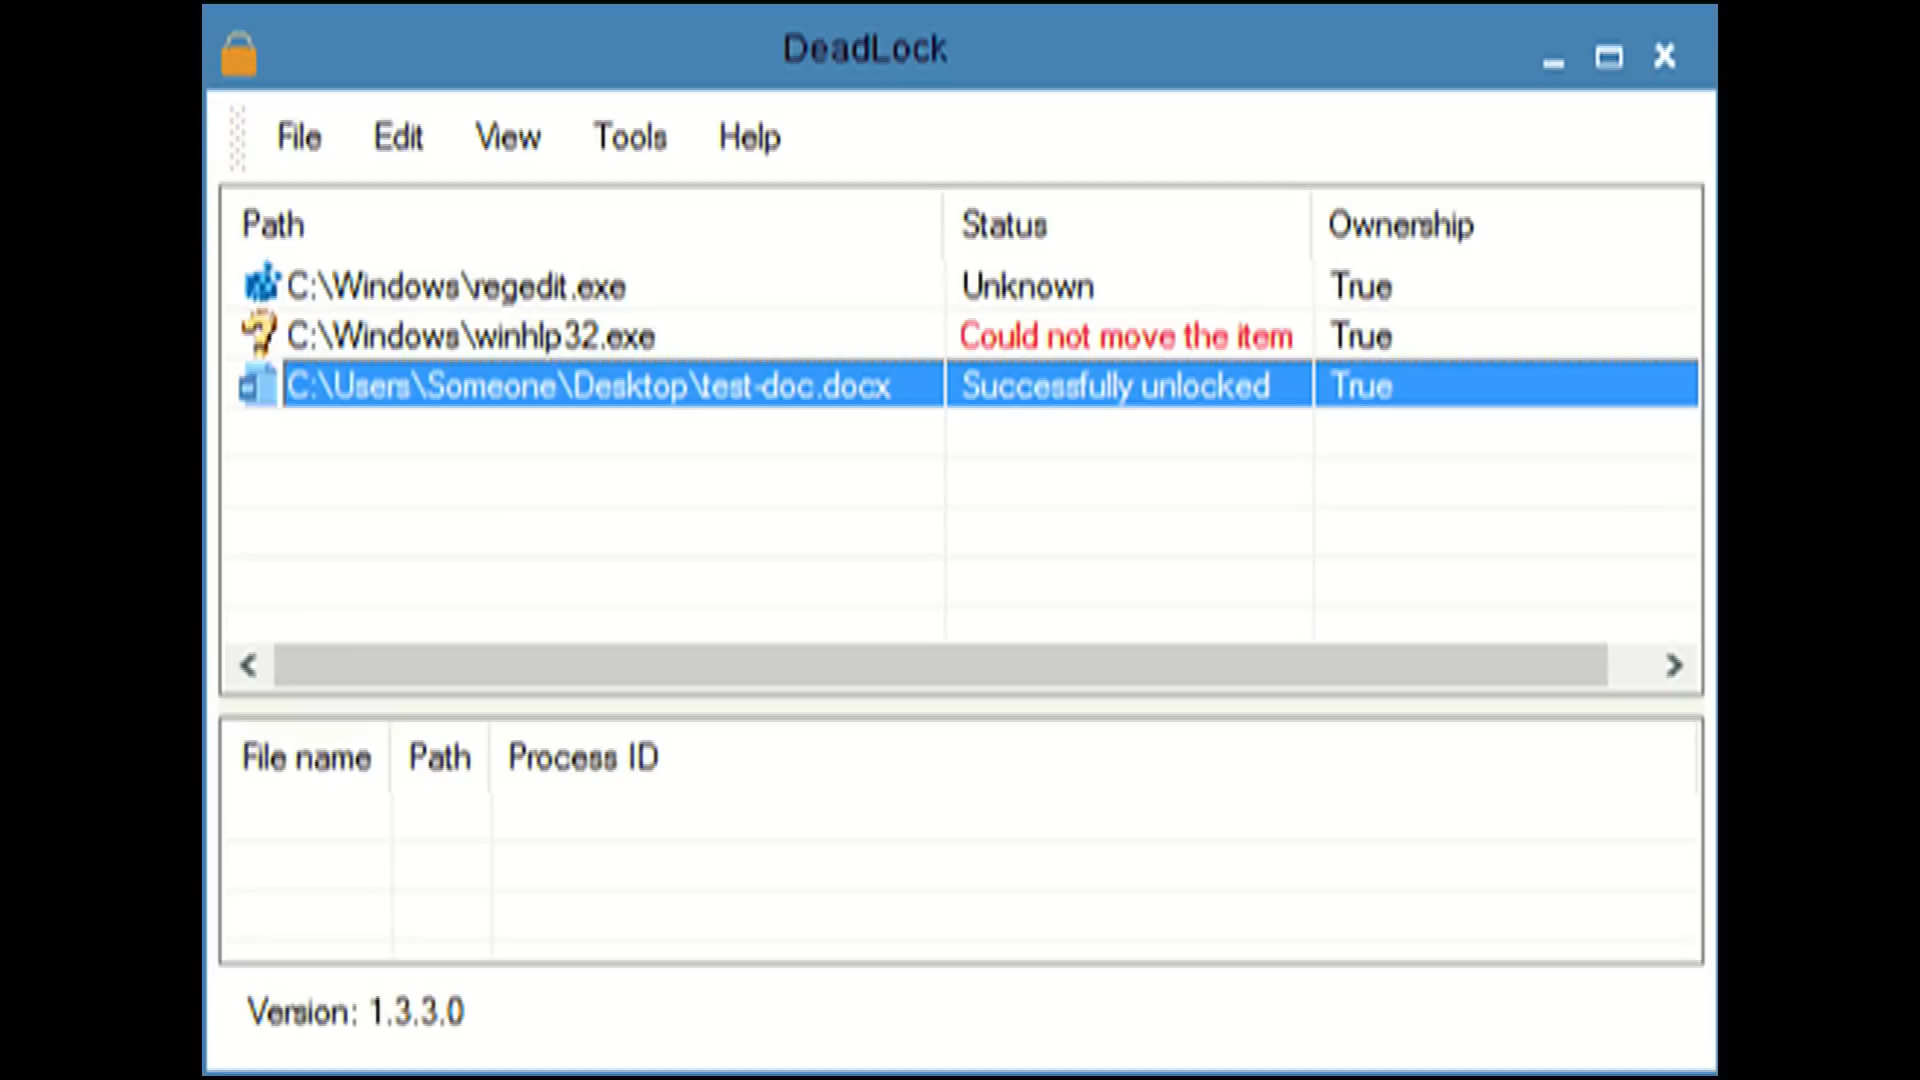 DeadLock
File Edit View Tools Help
Path Status Ownership
C:\Windows\regedit.exe Unknown True
C:\Windows\winhlp32.exe Could not move the item True
C:\Users\Someone\Desktop\test-doc.docx Successfully unlocked True
File name Path Process ID
Version: 1.3.3.0